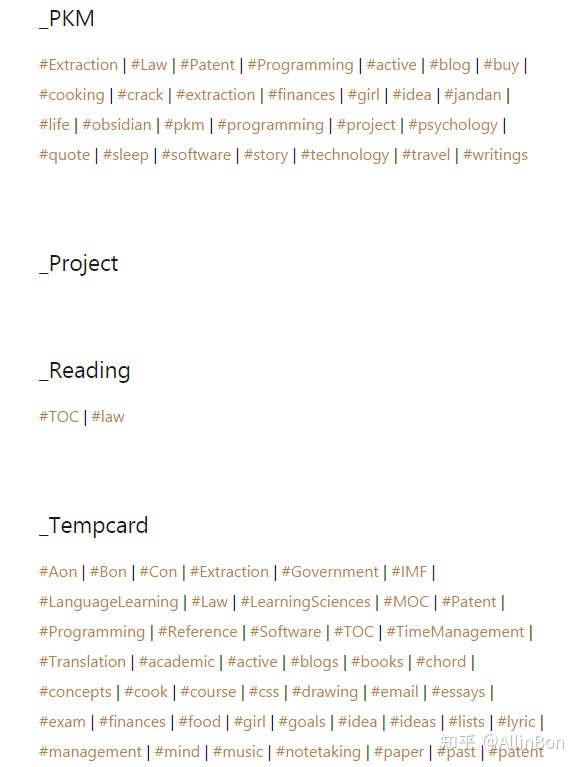 _PKM
#Extraction | #Law | #Patent | #Programming | #active | #blog | #buy |
#cooking | #crack | #extraction | #finances | #girl | #idea | #jandan |
#life | #obsidian | #pkm | #programming | #project | #psychology |
#quote | #sleep | #software | #story | #technology | #travel | #writings
_Project
_Reading
#TOC | #law
_Tempcard
#Aon | #Bon | #Con | #Extraction | #Government | #IMF |
#LanguageLearning | #Law | #LearningSciences | #MOC | #Patent |
#Programming | #Reference | #Software | #TOC | #TimeManagement |
#Translation | #academic | #active | #blogs | #books | #chord |
#concepts | #cook | #course | #css | #drawing | #email | #essays |
#exam | #finances | #food | #girl | #goals | #idea | #ideas | #lists | #lyric |
#management | #mind | #music | #notetaking | #paper | #past | #patent
知乎 @AllinBon